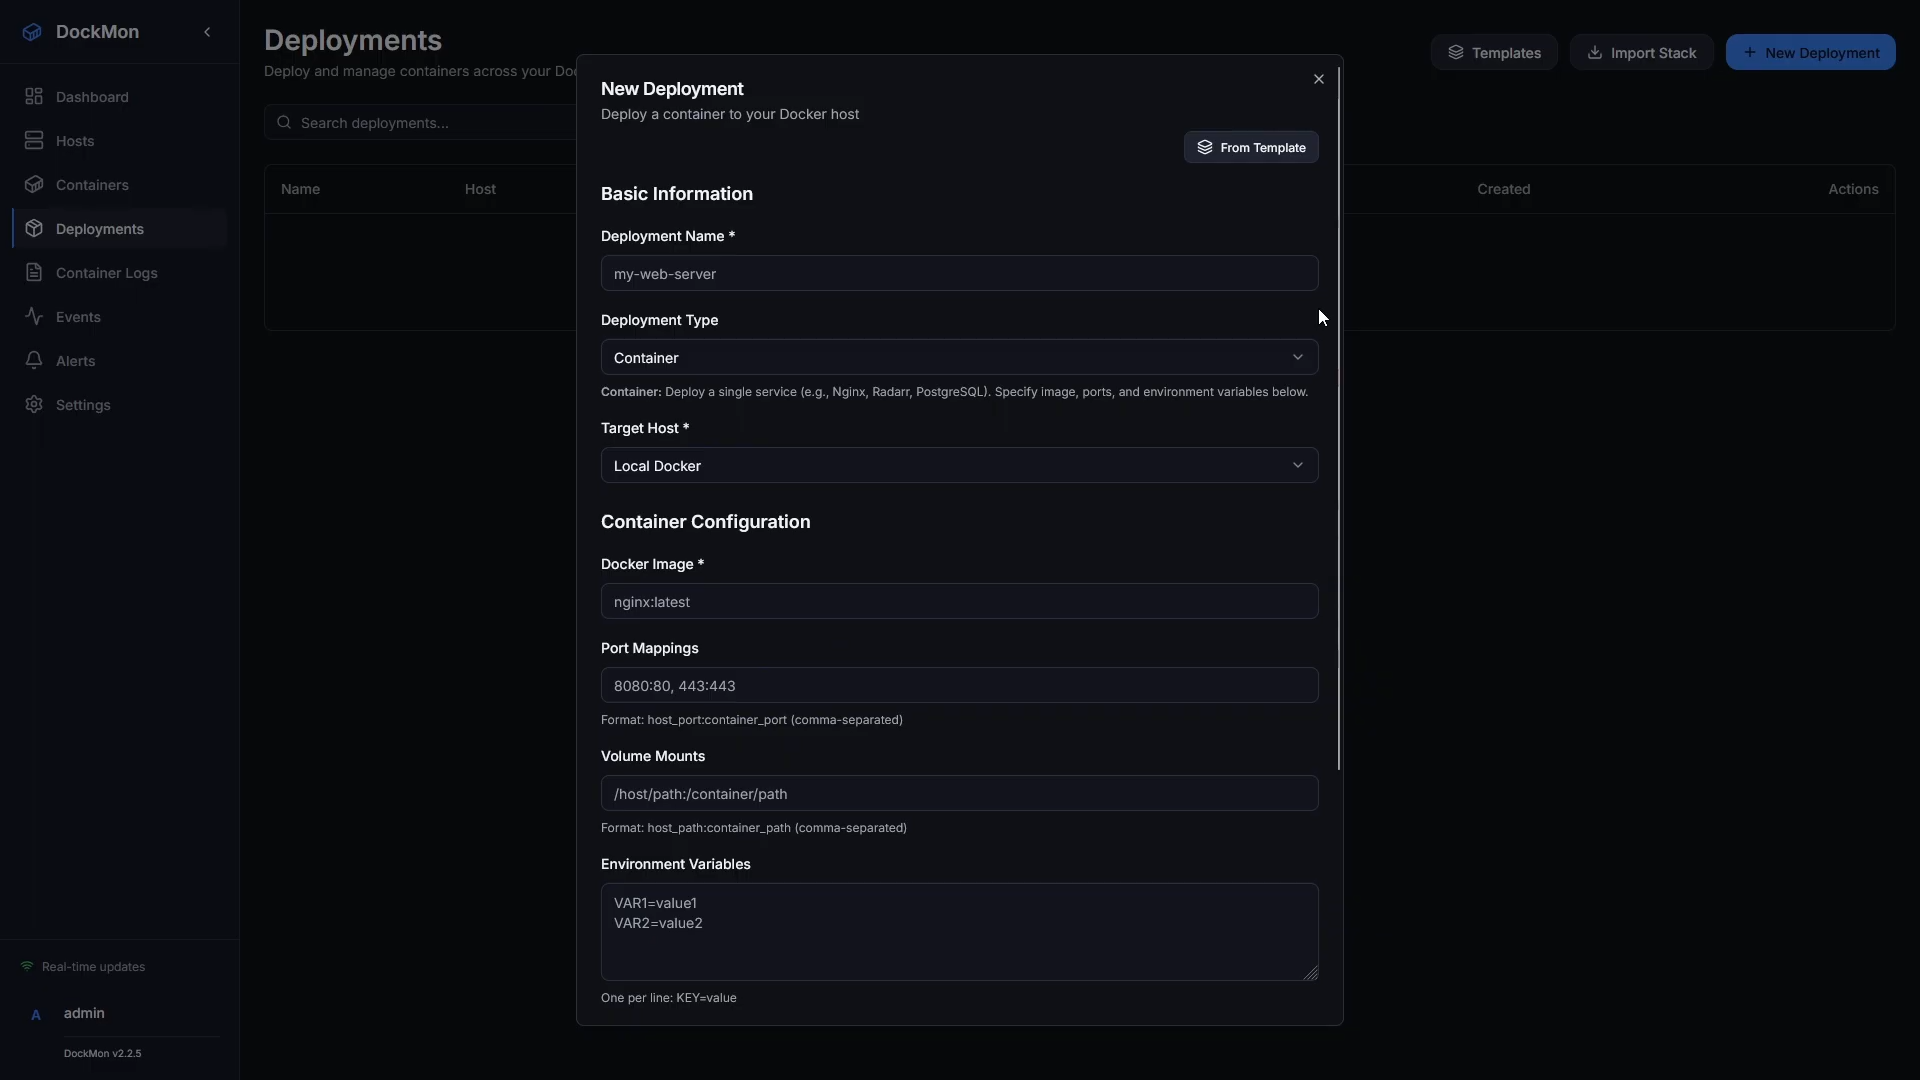 DockMon
Dashboard
Hosts
Containers
Deployments
Container Logs
Events
Alerts
Settings
Real-time updates
A
admin
DockMon v2.2.5
Deployments
Deploy and manage containers across your
Templates
Import Stack
New Deployment
Search deployments...
Name
Host
Created
Actions
New Deployment
Deploy a container to your Docker host
From Template
Basic Information
Deployment Name *
my-web-server
Deployment Type
Container
Container: Deploy a single service (e.g., Nginx, Radarr, PostgreSQL). Specify image, ports, and environment variables below.
Target Host *
Local Docker
Container Configuration
Docker Image *
nginx:latest
Port Mappings
8080:80, 443:443
Format: host_port:container_port (comma-separated)
Volume Mounts
/host/path:/container/path
Format: host_path:container_path (comma-separated)
Environment Variables
VAR1=value1
VAR2=value2
One per line: KEY=value